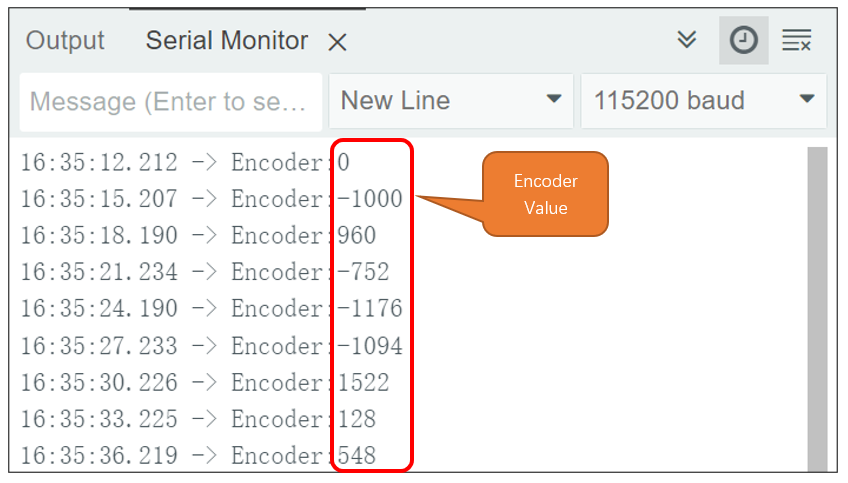 Output Serial Monitor
Message (Enter to se... New Line 115200 baud
16:35:12.212 -> Encoder:0
16:35:15.207 -> Encoder:-1000
16:35:18.190 -> Encoder:960
16:35:21.234 -> Encoder:-752
16:35:24.190 -> Encoder:-1176
16:35:27.233 -> Encoder:-1094
16:35:30.226 -> Encoder:1522
16:35:33.225 -> Encoder:128
16:35:36.219 -> Encoder:548
Encoder
Value